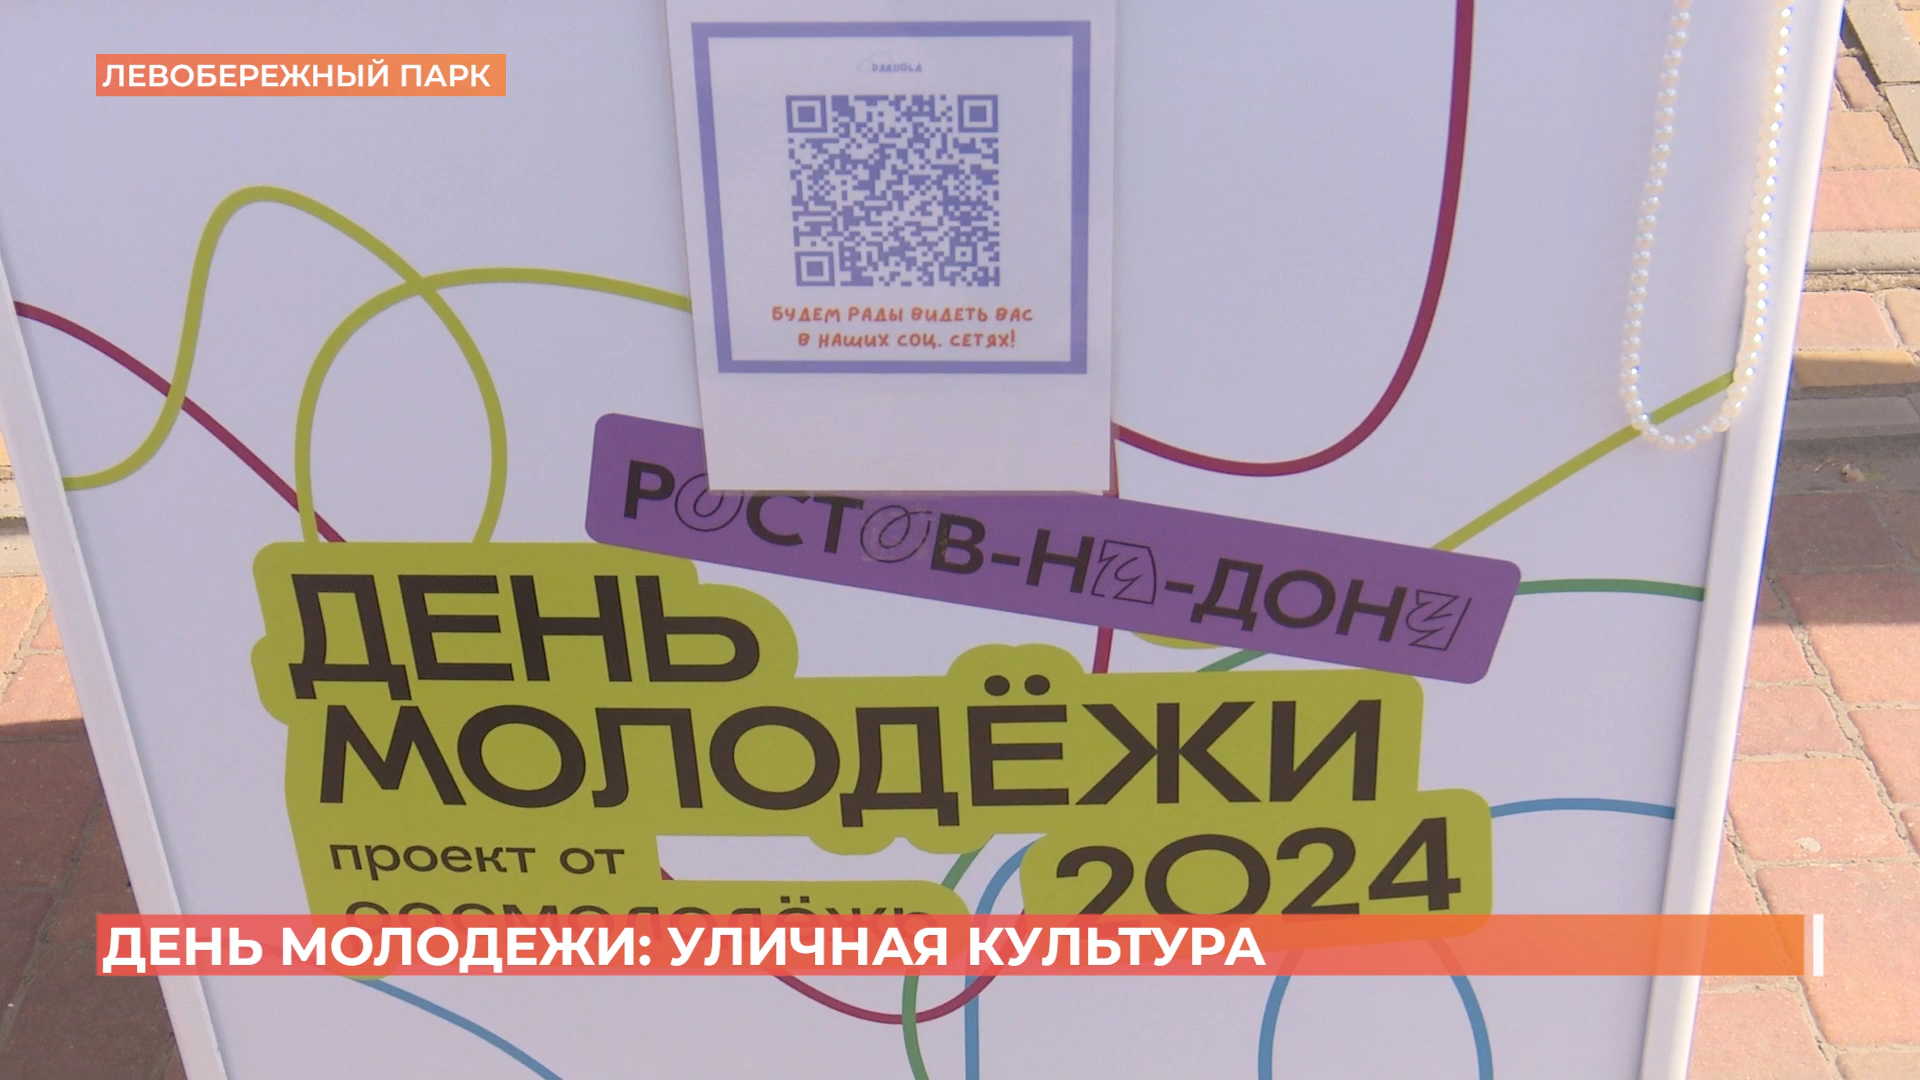 ЛЕВОБЕРЕЖНЫЙ ПАРК
БУДЕМ РАДЫ ВИДЕТЬ ВАС
В НАШИХ СОЦ. СЕТЯХ!
РОСТОВ-НА-ДОНУ
ДЕНЬ
МОЛОДЁЖИ
проект от
2024
ДЕНЬ МОЛОДЕЖИ: УЛИЧНАЯ КУЛЬТУРА